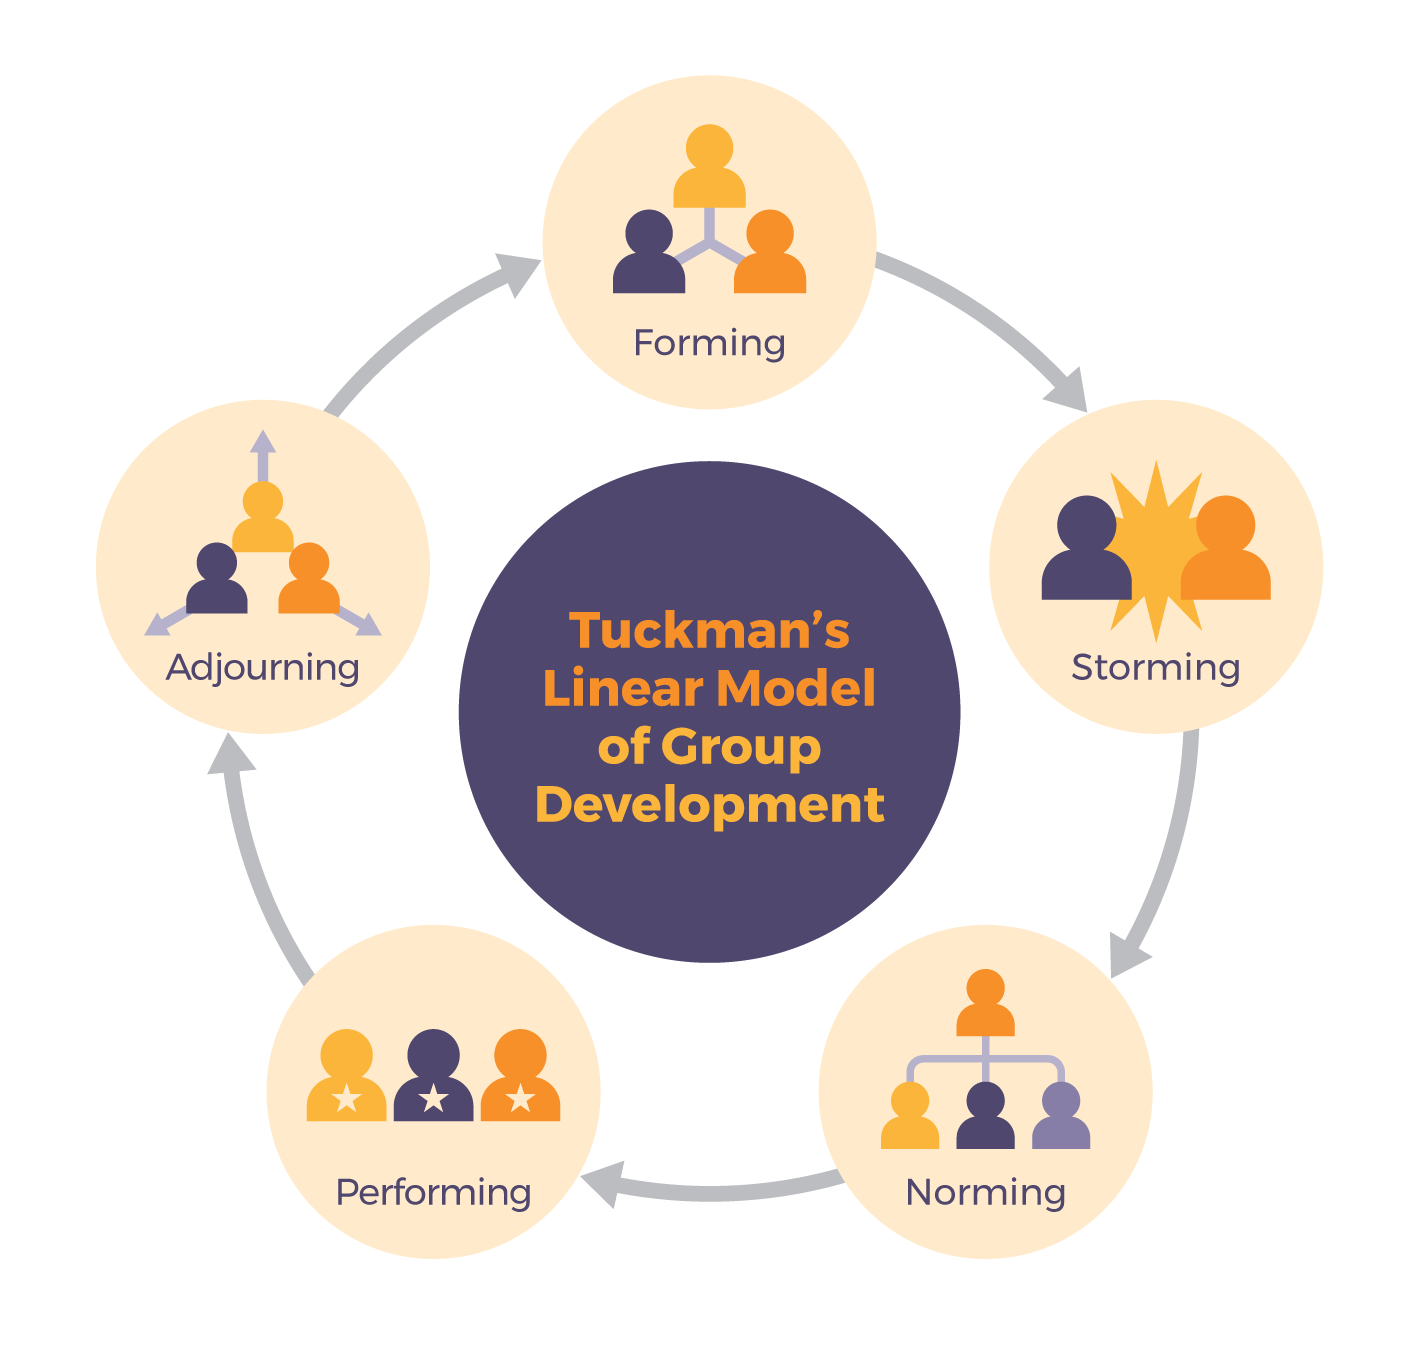 Forming
Storming
Norming
Performing
Adjourning
Tuckman’s
Linear Model
of Group
Development